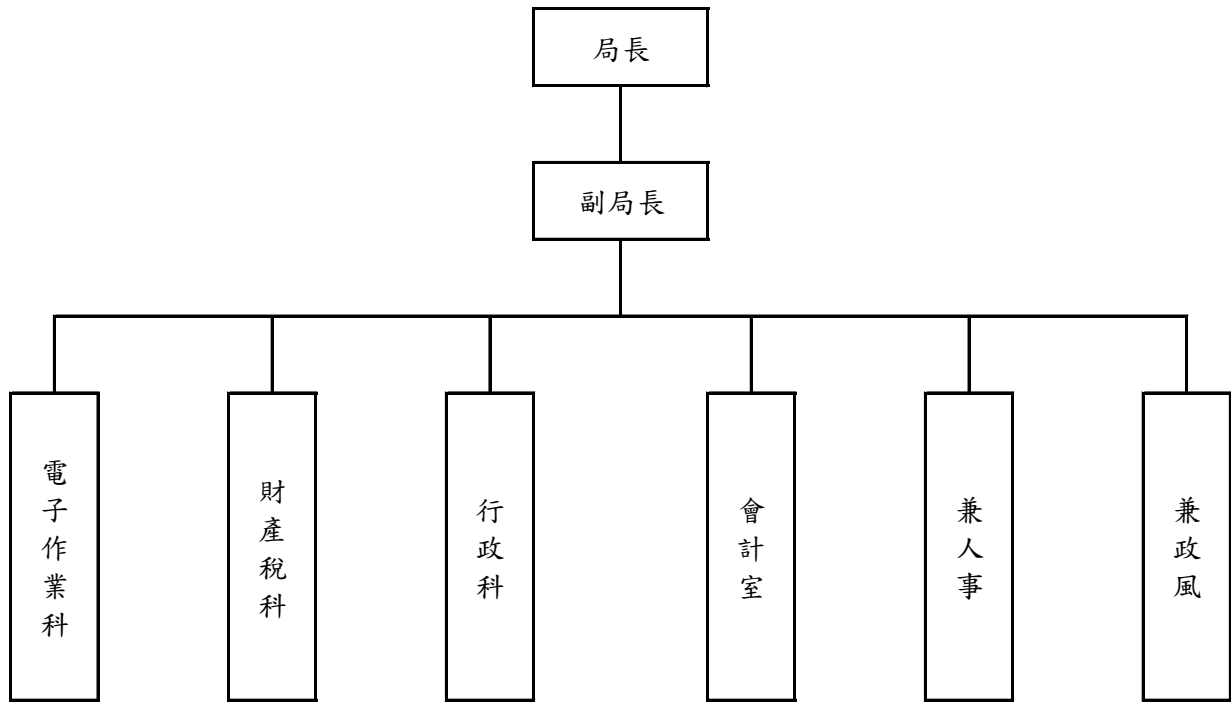 局長
副局長
電子作業科
財產稅科
行政科
會計室
兼人事
兼政風